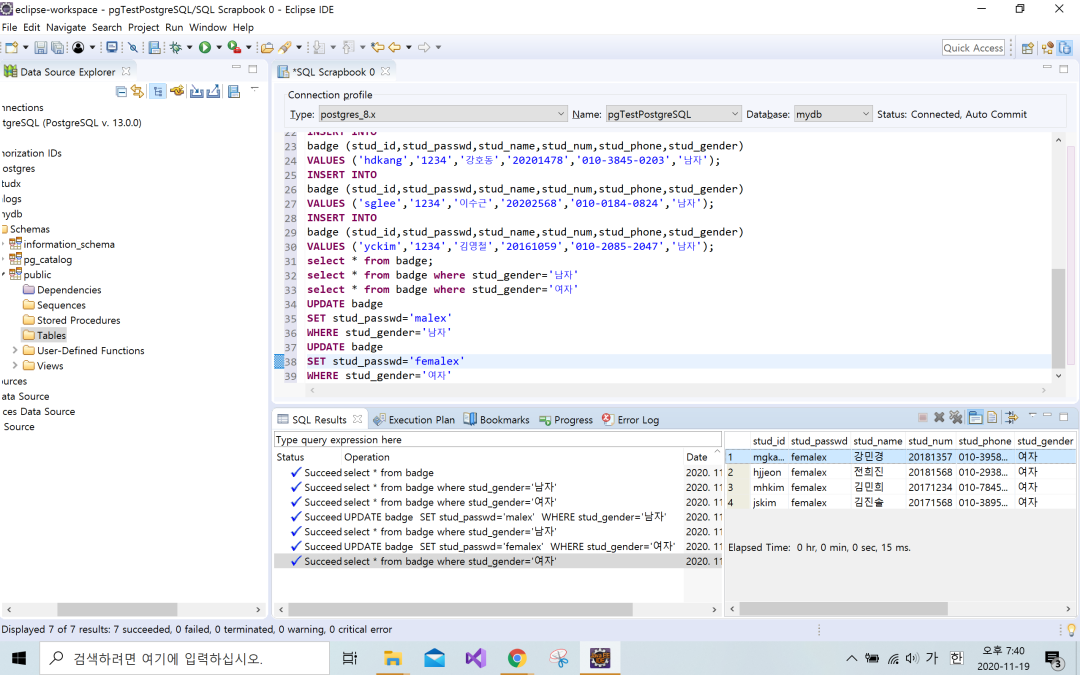 eclipse-workspace - pgTestPostgreSQL/SQL Scrapbook 0 - Eclipse IDE
File Edit Navigate Search Project Run Window Help
Quick Access
Data Source Explorer
*SQL Scrapbook 0
Connection profile
Type: postgres_8.x Name: pgTestPostgreSQL Database: mydb Status: Connected, Auto Commit
nnections
tgreSQL (PostgreSQL v. 13.0.0)
norization IDs
ostgres
tudx
logs
nydb
Schemas
information_schema
pg_catalog
public
Dependencies
Sequences
Stored Procedures
Tables
User-Defined Functions
Views
ources
ata Source
ces Data Source
Source
22 INSERT INTO
23 badge (stud_id,stud_passwd,stud_name,stud_num,stud_phone,stud_gender)
24 VALUES ('hdkang','1234','강호동','20201478','010-3845-0203','남자');
25 INSERT INTO
26 badge (stud_id,stud_passwd,stud_name,stud_num,stud_phone,stud_gender)
27 VALUES ('sglee','1234','이수근','20202568','010-0184-0824','남자');
28 INSERT INTO
29 badge (stud_id,stud_passwd,stud_name,stud_num,stud_phone,stud_gender)
30 VALUES ('yckim','1234','김영철','20161059','010-2085-2047','남자');
31 select * from badge;
32 select * from badge where stud_gender='남자'
33 select * from badge where stud_gender='여자'
34 UPDATE badge
35 SET stud_passwd='malex'
36 WHERE stud_gender='남자'
37 UPDATE badge
38 SET stud_passwd='femalex'
39 WHERE stud_gender='여자'
SQL Results Execution Plan Bookmarks Progress Error Log
Type query expression here
Status Operation Date
Succeed select * from badge 2020. 11
Succeed select * from badge where stud_gender='남자' 2020. 11
Succeed select * from badge where stud_gender='여자' 2020. 11
Succeed UPDATE badge SET stud_passwd='malex' WHERE stud_gender='남자' 2020. 11
Succeed select * from badge where stud_gender='남자' 2020. 11
Succeed UPDATE badge SET stud_passwd='femalex' WHERE stud_gender='여자' 2020. 11
Succeed select * from badge where stud_gender='여자' 2020. 11
stud_id stud_passwd stud_name stud_num stud_phone stud_gender
1 mgka... femalex 강민경 20181357 010-3958... 여자
2 hjjeon femalex 전희진 20181568 010-2938... 여자
3 mhkim femalex 김민희 20171234 010-7845... 여자
4 jskim femalex 김진솔 20171568 010-3895... 여자
Elapsed Time: 0 hr, 0 min, 0 sec, 15 ms.
Displayed 7 of 7 results: 7 succeeded, 0 failed, 0 terminated, 0 warning, 0 critical error
검색하려면 여기에 입력하십시오.
가 한
오후 7:40
2020-11-19
3